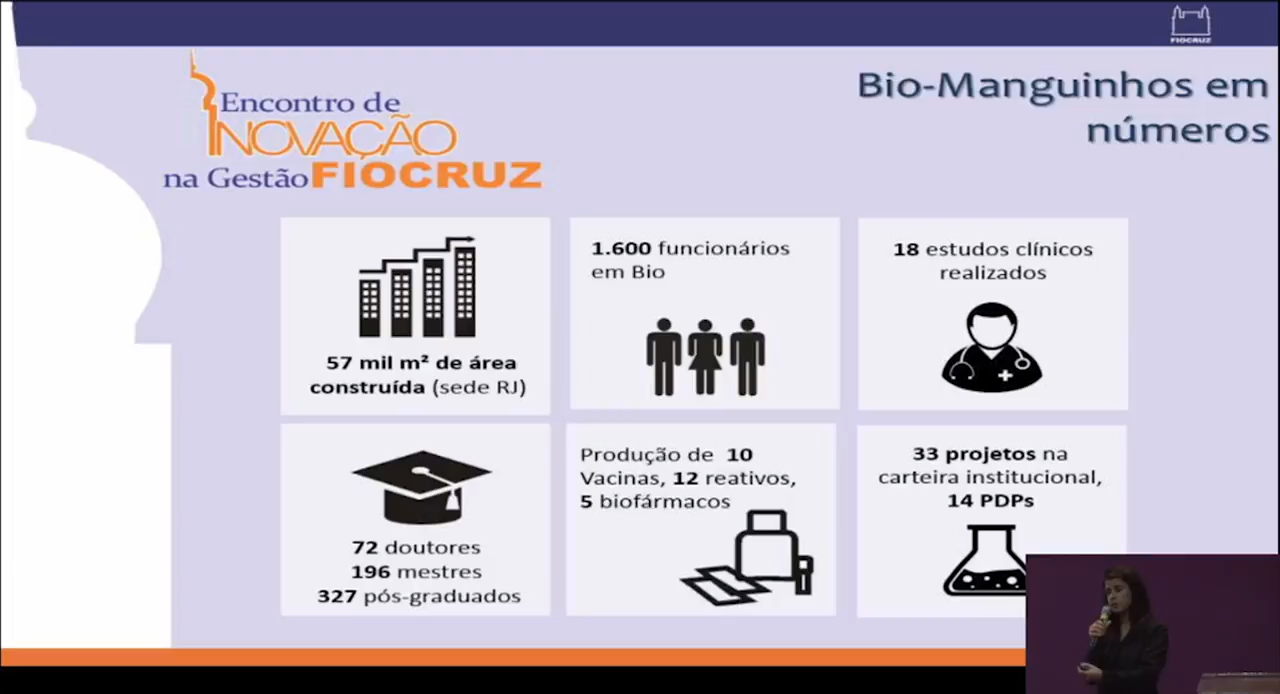 FIOCRUZ
Encontro de
INOVAÇÃO
na Gestão FIOCRUZ
Bio-Manguinhos em
números
57 mil m² de área
construída (sede RJ)
1.600 funcionários
em Bio
18 estudos clínicos
realizados
72 doutores
196 mestres
327 pós-graduados
Produção de 10
Vacinas, 12 reativos,
5 biofármacos
33 projetos na
carteira institucional,
14 PDPs